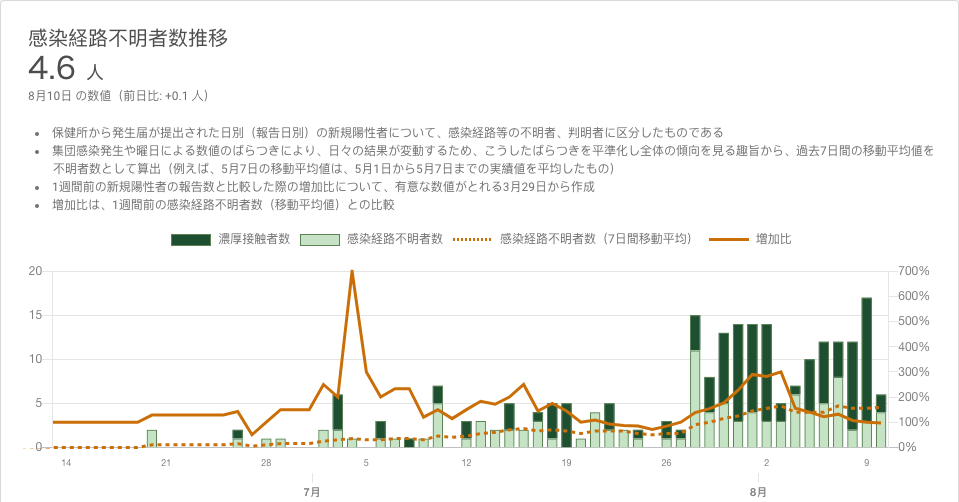 感染経路不明者数推移
4.6 人
8月10日 の数値（前日比: +0.1 人）
• 保健所から発生届が提出された日別（報告日別）の新規陽性者について、感染経路等の不明者、判明者に区分したものである
• 集団感染発生や曜日による数値のばらつきにより、日々の結果が変動するため、こうしたばらつきを平準化し全体の傾向を見る趣旨から、過去7日間の移動平均値を
不明者数として算出（例えば、5月7日の移動平均値は、5月1日から5月7日までの実績値を平均したもの）
• 1週間前の新規陽性者の報告数と比較した際の増加比について、有意な数値がとれる3月29日から作成
• 増加比は、1週間前の感染経路不明者数（移動平均値）との比較
濃厚接触者数 感染経路不明者数 感染経路不明者数（7日間移動平均） 増加比
20 700%
600%
15 500%
400%
10 300%
5 200%
100%
0 0%
14 21 28 5 12 19 26 2 9
7月 8月